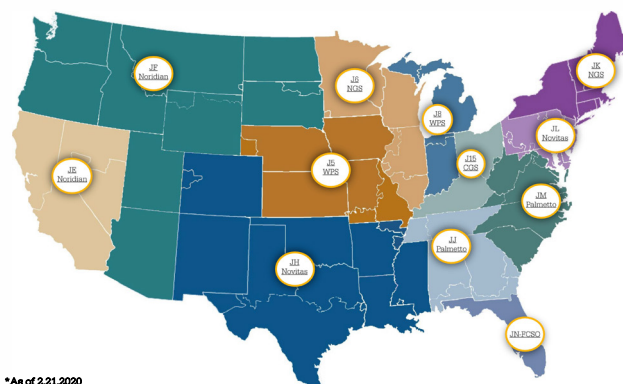 JF
Noridian
J6
NGS
JK
NGS
J8
WPS
JL
Novitas
J5
WPS
J15
CGS
JE
Noridian
JM
Palmetto
JJ
Palmetto
JH
Novitas
JN-FCSO
*As of 2.21.2020